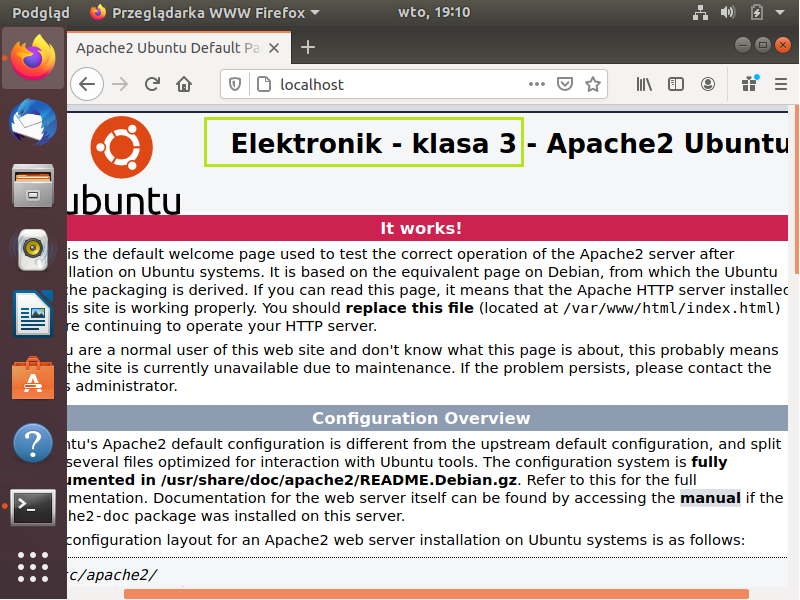 Podgląd Przeglądarka WWW Firefox wto, 19:10
Apache2 Ubuntu Default Pa
localhost
Elektronik - klasa 3 - Apache2 Ubuntu
ubuntu
It works!
is the default welcome page used to test the correct operation of the Apache2 server after
llation on Ubuntu systems. It is based on the equivalent page on Debian, from which the Ubuntu
che packaging is derived. If you can read this page, it means that the Apache HTTP server installed
is site is working properly. You should replace this file (located at /var/www/html/index.html)
re continuing to operate your HTTP server.
u are a normal user of this web site and don't know what this page is about, this probably means
the site is currently unavailable due to maintenance. If the problem persists, please contact the
s administrator.
Configuration Overview
ntu's Apache2 default configuration is different from the upstream default configuration, and split
several files optimized for interaction with Ubuntu tools. The configuration system is fully
umented in /usr/share/doc/apache2/README.Debian.gz. Refer to this for the full
mentation. Documentation for the web server itself can be found by accessing the manual if the
he2-doc package was installed on this server.
configuration layout for an Apache2 web server installation on Ubuntu systems is as follows:
c/apache2/